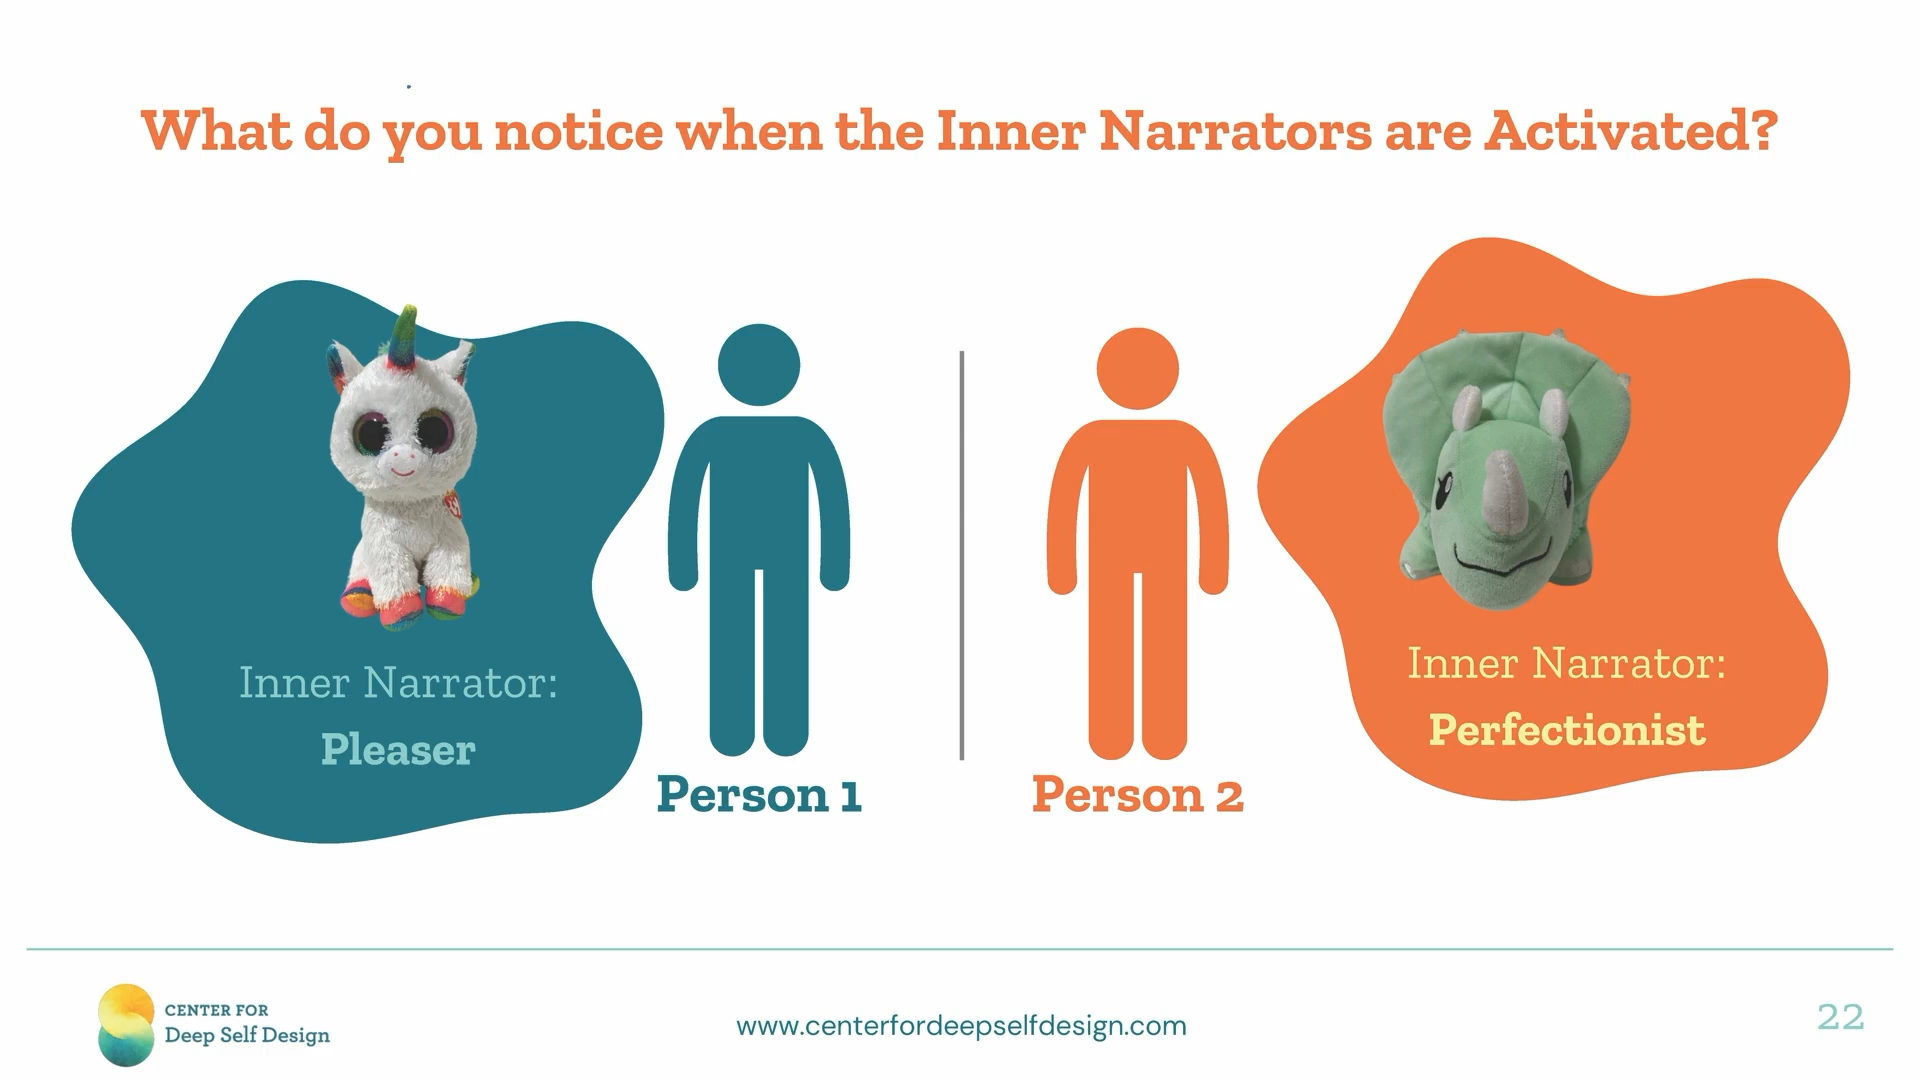 What do you notice when the Inner Narrators are Activated?
Inner Narrator:
Pleaser
Person 1
Person 2
Inner Narrator:
Perfectionist
CENTER FOR
Deep Self Design
www.centerfordeepselfdesign.com
22